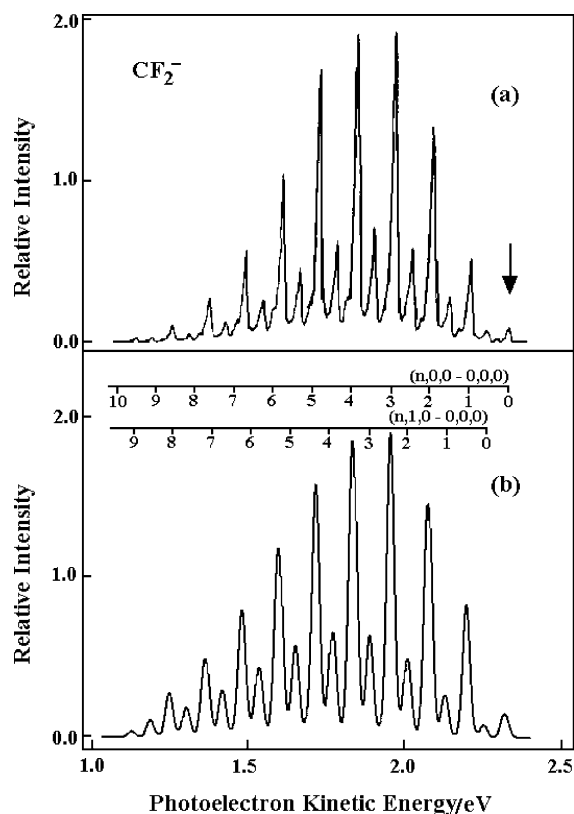 2.0
CF2−
(a)
Relative Intensity
1.0
0.0
(n,0,0 - 0,0,0)
10 9 8 7 6 5 4 3 2 1 0
2.0
(n,1,0 - 0,0,0)
9 8 7 6 5 4 3 2 1 0
(b)
Relative Intensity
1.0
0.0
1.0 1.5 2.0 2.5
Photoelectron Kinetic Energy/eV